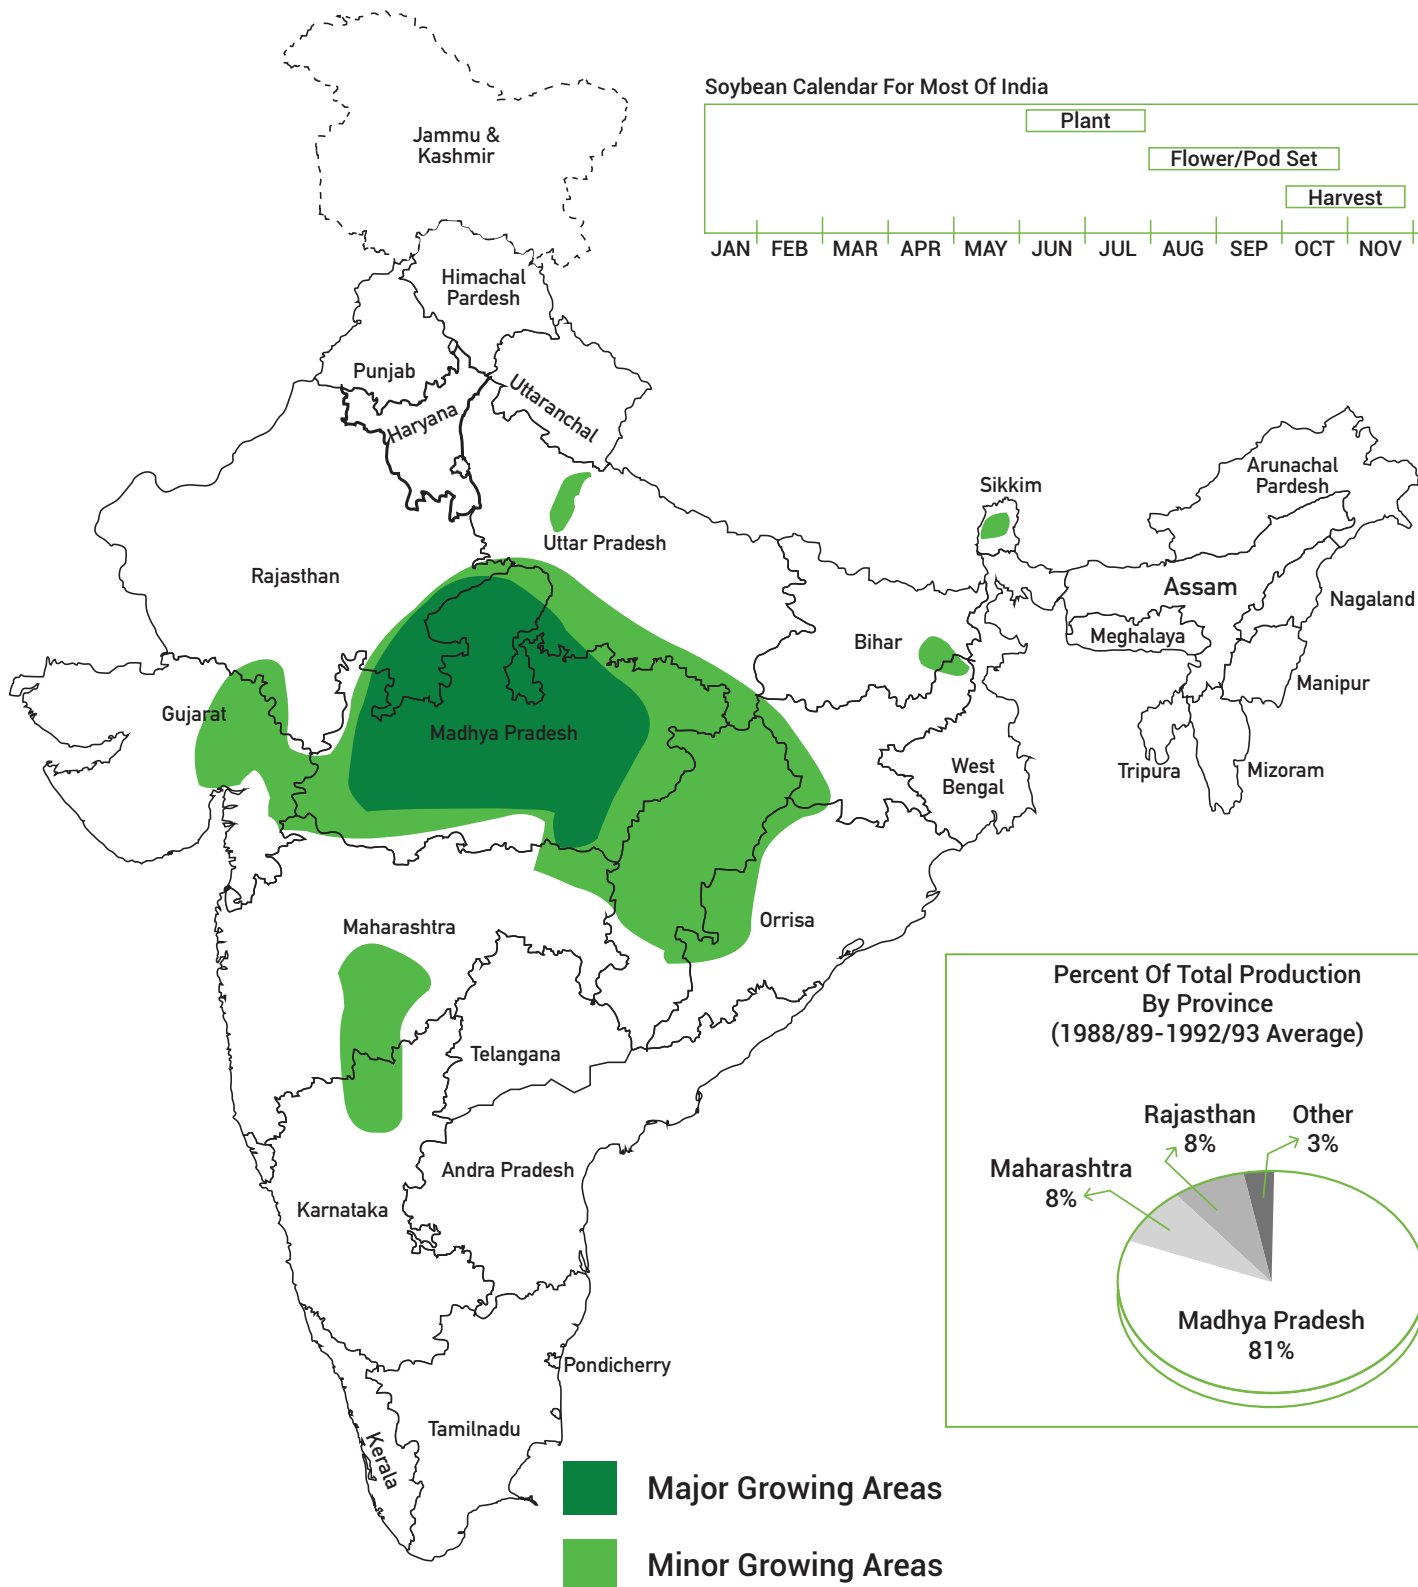 Soybean Calendar For Most Of India
Plant
Flower/Pod Set
Harvest
JAN FEB MAR APR MAY JUN JUL AUG SEP OCT NOV
Jammu &
Kashmir
Himachal
Pardesh
Punjab
Haryana
Uttaranchal
Sikkim
Arunachal
Pardesh
Uttar Pradesh
Rajasthan
Assam
Nagaland
Bihar
Meghalaya
Manipur
Gujarat
Madhya Pradesh
West
Bengal
Tripura
Mizoram
Maharashtra
Orrisa
Telangana
Andra Pradesh
Karnataka
Pondicherry
Tamilnadu
Kerala
Percent Of Total Production
By Province
(1988/89-1992/93 Average)
Rajasthan
8%
Other
3%
Maharashtra
8%
Madhya Pradesh
81%
Major Growing Areas
Minor Growing Areas